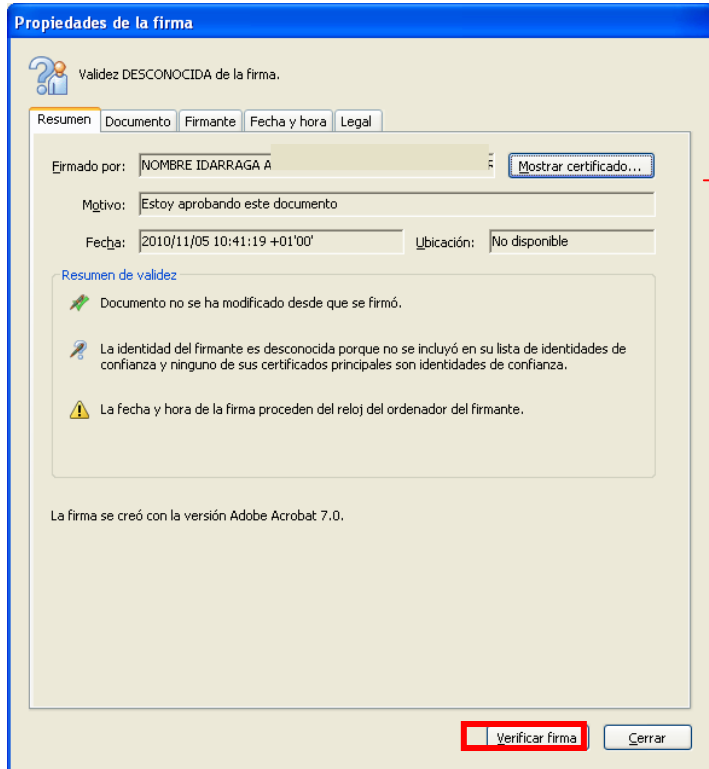 Propiedades de la firma
Validez DESCONOCIDA de la firma.
Resumen Documento Firmante Fecha y hora Legal
Firmado por: NOMBRE IDARRAGA A Mostrar certificado...
Motivo: Estoy aprobando este documento
Fecha: 2010/11/05 10:41:19 +01'00' Ubicación: No disponible
Resumen de validez
Documento no se ha modificado desde que se firmó.
La identidad del firmante es desconocida porque no se incluyó en su lista de identidades de
confianza y ninguno de sus certificados principales son identidades de confianza.
La fecha y hora de la firma proceden del reloj del ordenador del firmante.
La firma se creó con la versión Adobe Acrobat 7.0.
Verificar firma Cerrar